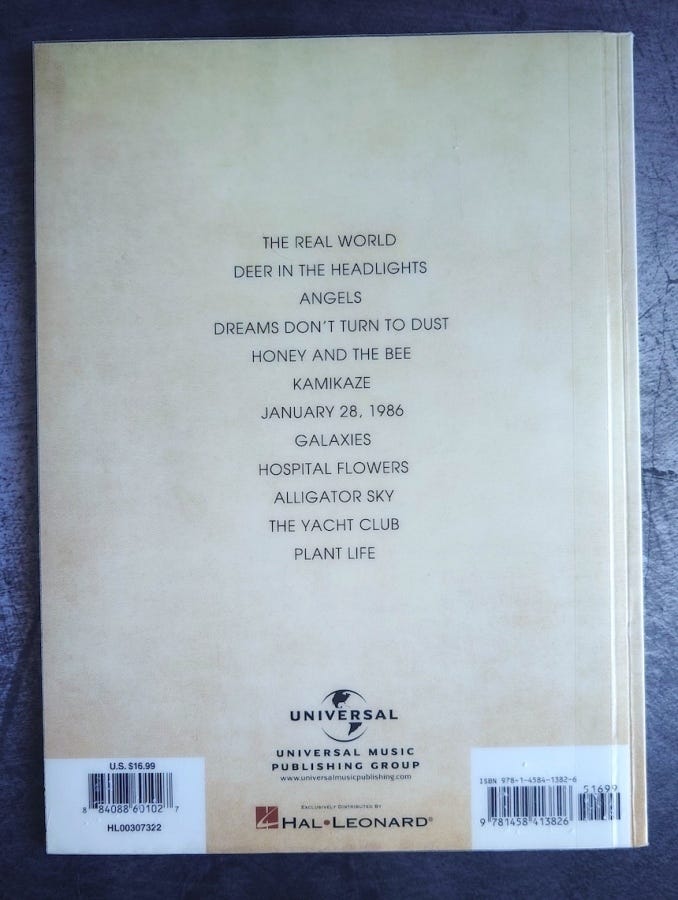 THE REAL WORLD
DEER IN THE HEADLIGHTS
ANGELS
DREAMS DON'T TURN TO DUST
HONEY AND THE BEE
KAMIKAZE
JANUARY 28, 1986
GALAXIES
HOSPITAL FLOWERS
ALLIGATOR SKY
THE YACHT CLUB
PLANT LIFE
UNIVERSAL
UNIVERSAL MUSIC
PUBLISHING GROUP
www.universalmusicpublishing.com
U.S. $16.99
8 84088 60102 7
HL00307322
EXCLUSIVELY DISTRIBUTED BY
HAL•LEONARD®
ISBN 978-1-4584-1382-6
51699
9 781458 413826